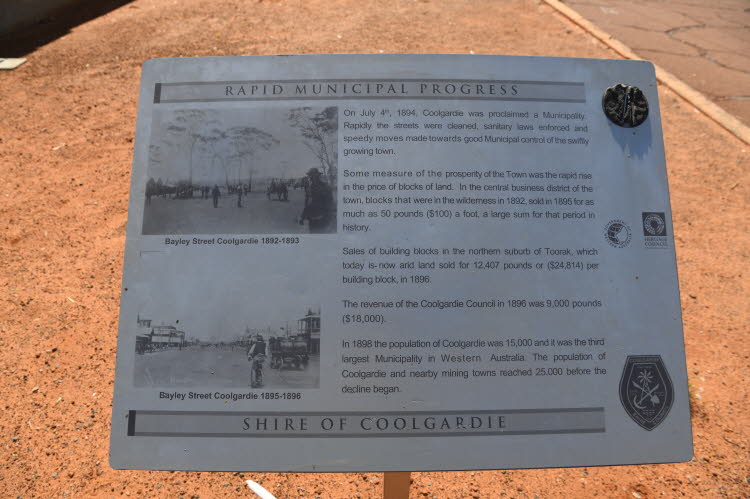 RAPID MUNICIPAL PROGRESS
On July 4th, 1894, Coolgardie was proclaimed a Municipality.
Rapidly the streets were cleaned, sanitary laws enforced and
speedy moves made towards good Municipal control of the swiftly
growing town.
Some measure of the prosperity of the Town was the rapid rise
in the price of blocks of land. In the central business district of the
town, blocks that were in the wilderness in 1892, sold in 1895 for as
much as 50 pounds ($100) a foot, a large sum for that period in
history.
Bayley Street Coolgardie 1892-1893
Sales of building blocks in the northern suburb of Toorak, which
today is now arid land sold for 12,407 pounds or ($24,814) per
building block, in 1896.
The revenue of the Coolgardie Council in 1896 was 9,000 pounds
($18,000).
In 1898 the population of Coolgardie was 15,000 and it was the third
largest Municipality in Western Australia. The population of
Coolgardie and nearby mining towns reached 25,000 before the
decline began.
Bayley Street Coolgardie 1895-1896
HERITAGE
COUNCIL
SHIRE OF COOLGARDIE